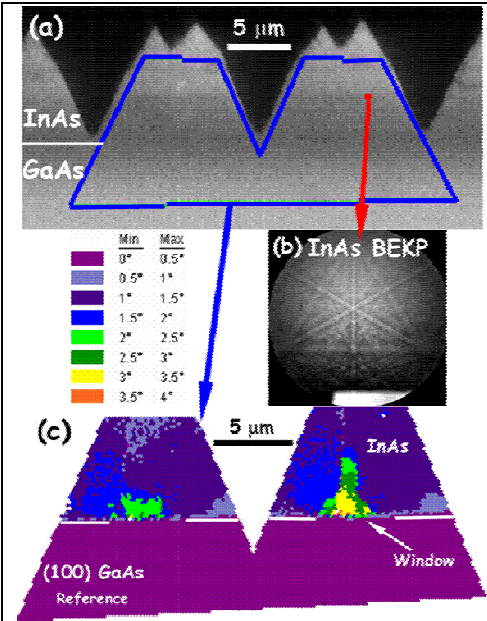 (a)
5 μm
InAs
GaAs
(b) InAs BEKP
Min Max
0° 0.5°
0.5° 1°
1° 1.5°
1.5° 2°
2° 2.5°
2.5° 3°
3° 3.5°
3.5° 4°
(c)
5 μm
InAs
Window
(100) GaAs
Reference